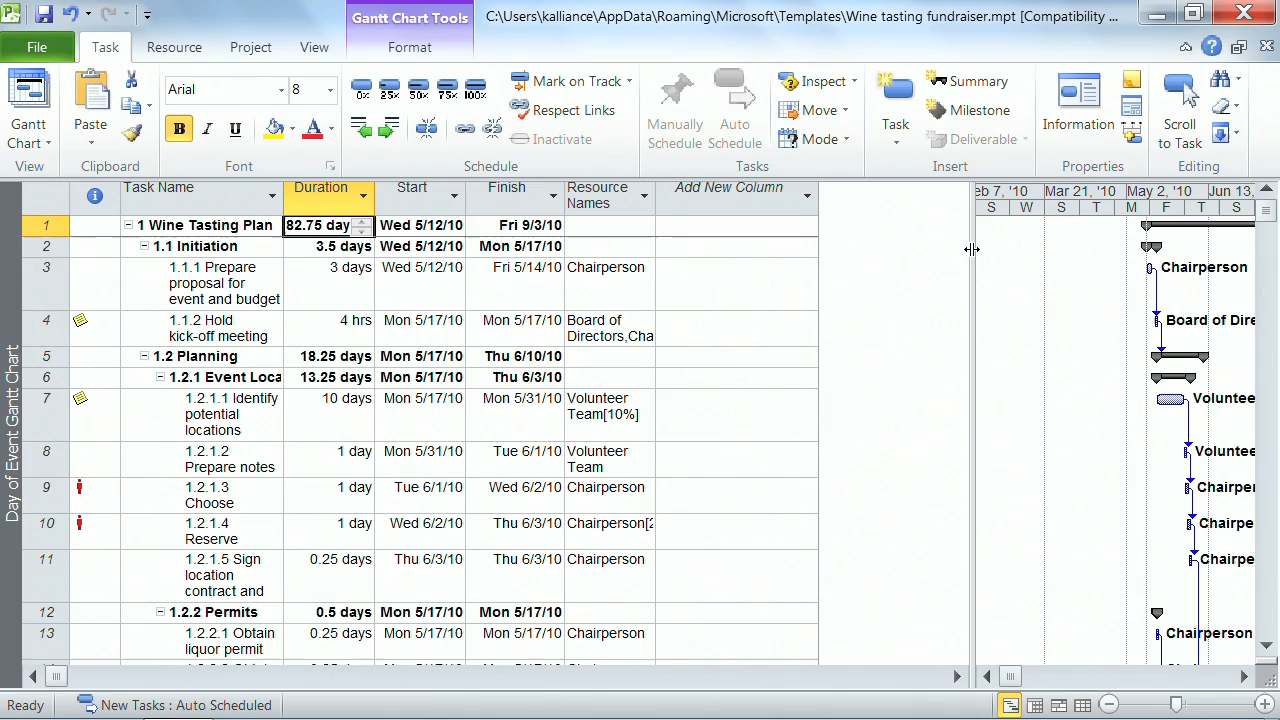 Gantt Chart Tools
C:\Users\Kalliance\AppData\Roaming\Microsoft\Templates\Wine tasting fundraiser.mpt [Compatibility ...
File Task Resource Project View Format
Gantt Chart
View
Paste
Clipboard
Arial 8
B I U A
Font
0% 25% 50% 75% 100%
Mark on Track
Respect Links
Inactivate
Schedule
Manually Schedule
Auto Schedule
Inspect
Move
Mode
Tasks
Task
Summary
Milestone
Deliverable
Insert
Information
Properties
Scroll to Task
Editing
Task Name Duration Start Finish Resource Names Add New Column
eb 7, '10 Mar 21, '10 May 2, '10 Jun 13,
S W S T M F T S
1 1 Wine Tasting Plan 82.75 day Wed 5/12/10 Fri 9/3/10
2 1.1 Initiation 3.5 days Wed 5/12/10 Mon 5/17/10
3 1.1.1 Prepare proposal for event and budget 3 days Wed 5/12/10 Fri 5/14/10 Chairperson Chairperson
4 1.1.2 Hold kick-off meeting 4 hrs Mon 5/17/10 Mon 5/17/10 Board of Directors,Cha Board of Dire
5 1.2 Planning 18.25 days Mon 5/17/10 Thu 6/10/10
6 1.2.1 Event Loca 13.25 days Mon 5/17/10 Thu 6/3/10
7 1.2.1.1 Identify potential locations 10 days Mon 5/17/10 Mon 5/31/10 Volunteer Team[10%] Voluntee
8 1.2.1.2 Prepare notes 1 day Mon 5/31/10 Tue 6/1/10 Volunteer Team Voluntee
9 1.2.1.3 Choose 1 day Tue 6/1/10 Wed 6/2/10 Chairperson Chairper
10 1.2.1.4 Reserve 1 day Wed 6/2/10 Thu 6/3/10 Chairperson[2 Chairpe
11 1.2.1.5 Sign location contract and 0.25 days Thu 6/3/10 Thu 6/3/10 Chairperson Chairpe
12 1.2.2 Permits 0.5 days Mon 5/17/10 Mon 5/17/10
13 1.2.2.1 Obtain liquor permit 0.25 days Mon 5/17/10 Mon 5/17/10 Chairperson Chairperson
Day of Event Gantt Chart
Ready New Tasks : Auto Scheduled